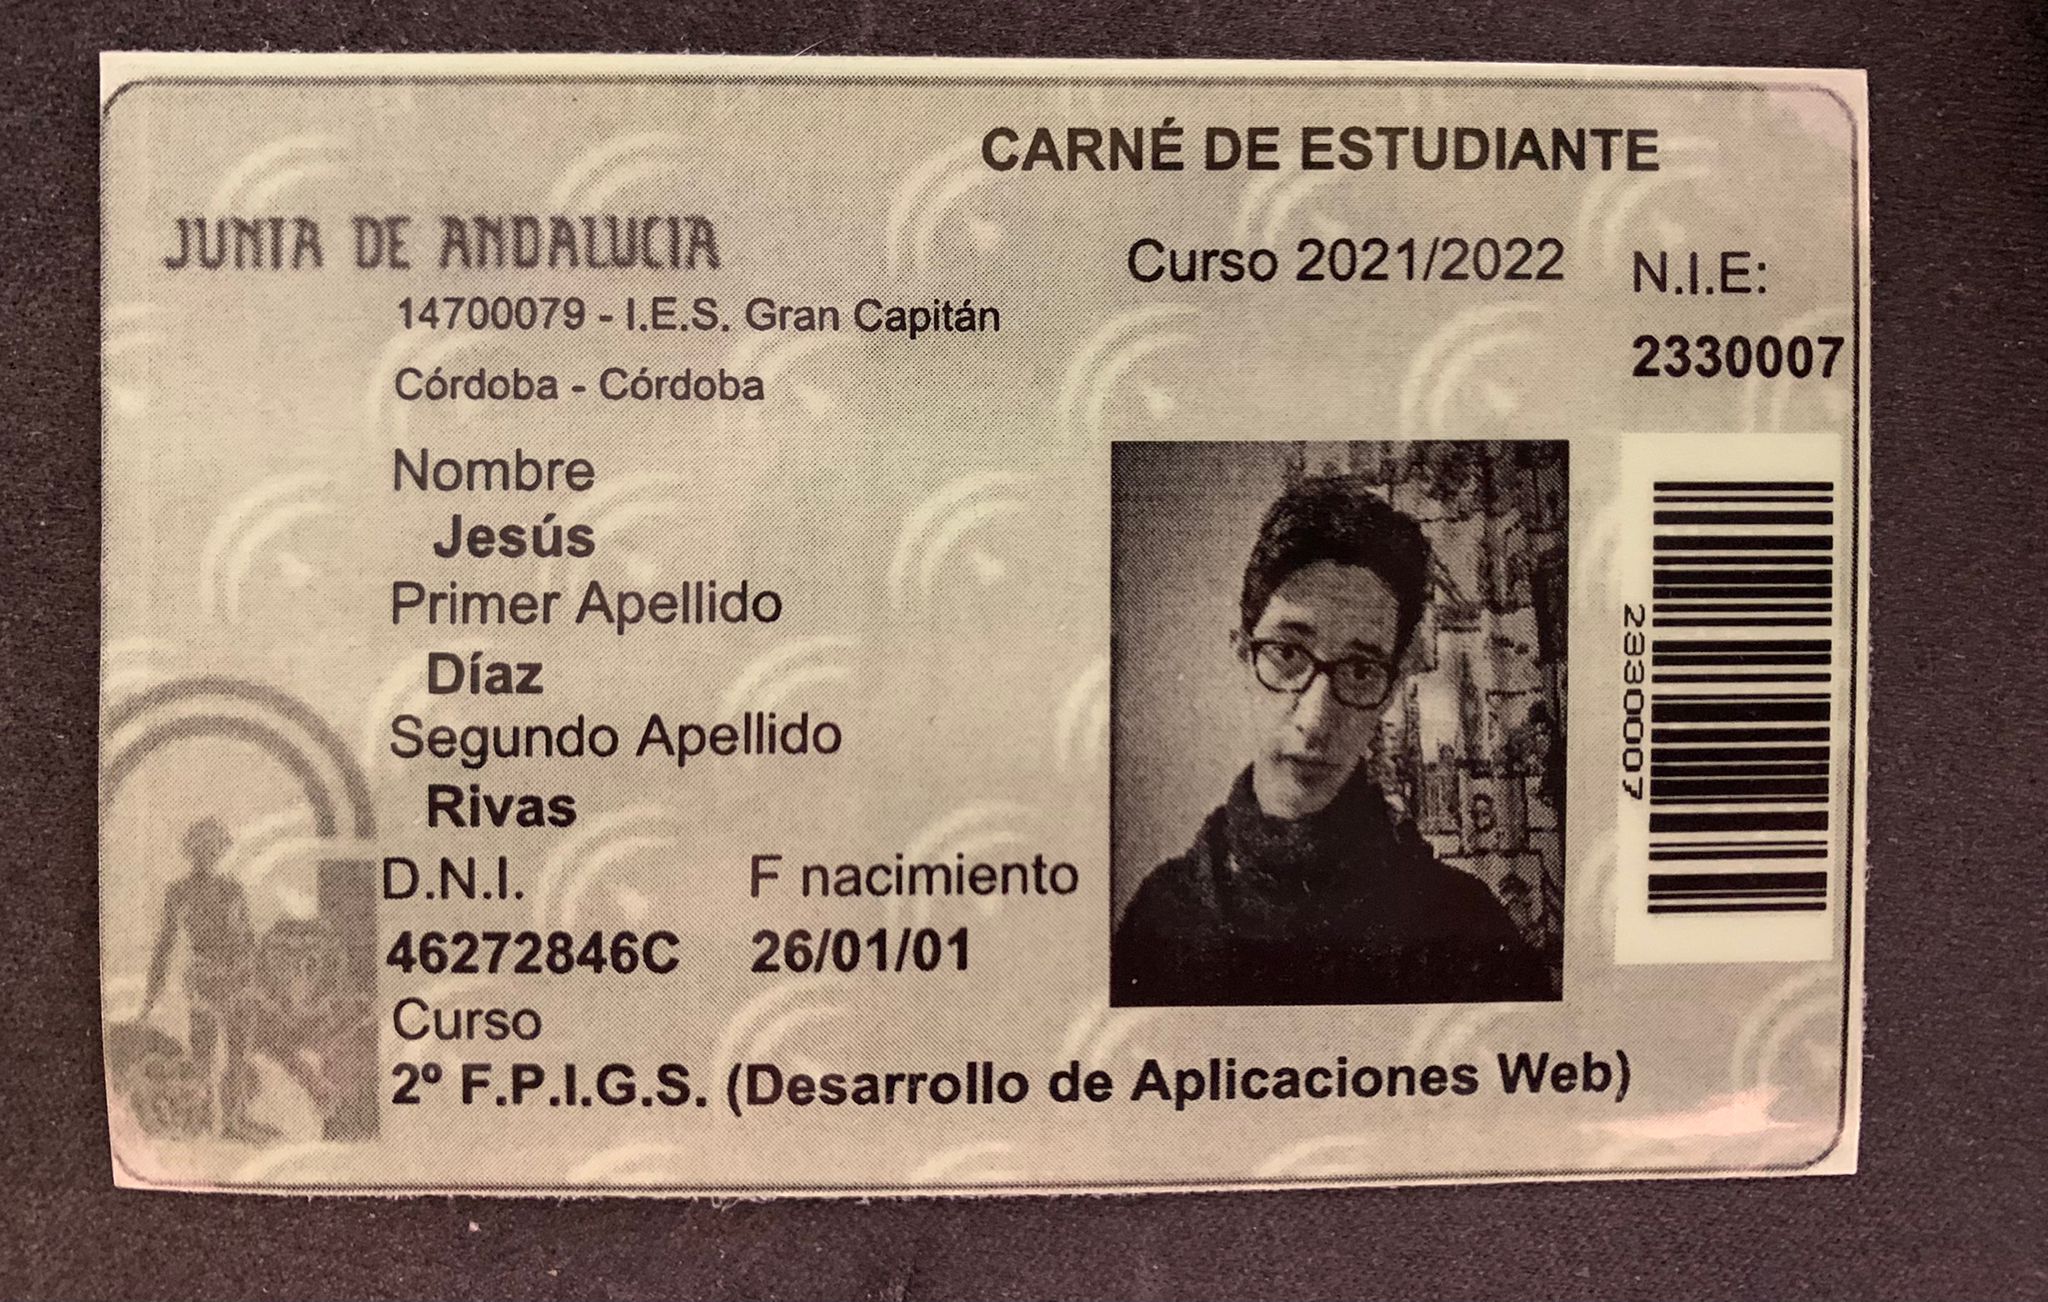 CARNÉ DE ESTUDIANTE
JUNTA DE ANDALUCIA
Curso 2021/2022
N.I.E:
2330007
14700079 - I.E.S. Gran Capitán
Córdoba - Córdoba
Nombre
Jesús
Primer Apellido
Díaz
Segundo Apellido
Rivas
D.N.I. F nacimiento
46272846C 26/01/01
Curso
2º F.P.I.G.S. (Desarrollo de Aplicaciones Web)
2330007